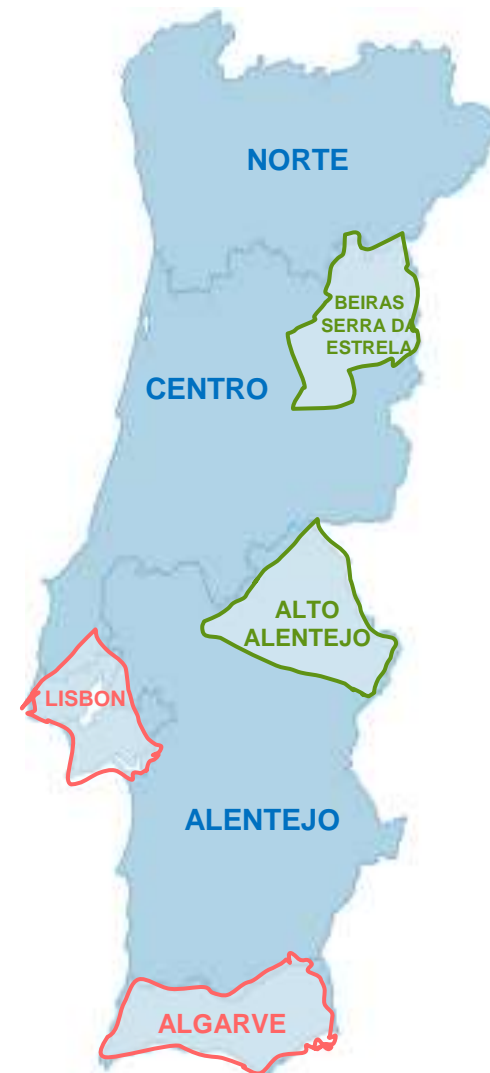 NORTE
BEIRAS
SERRA DA
ESTRELA
CENTRO
ALTO
ALENTEJO
LISBON
ALENTEJO
ALGARVE